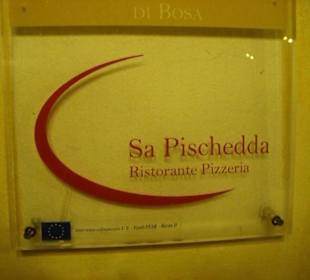 DI BOSA
Sa Pischedda
Ristorante Pizzeria